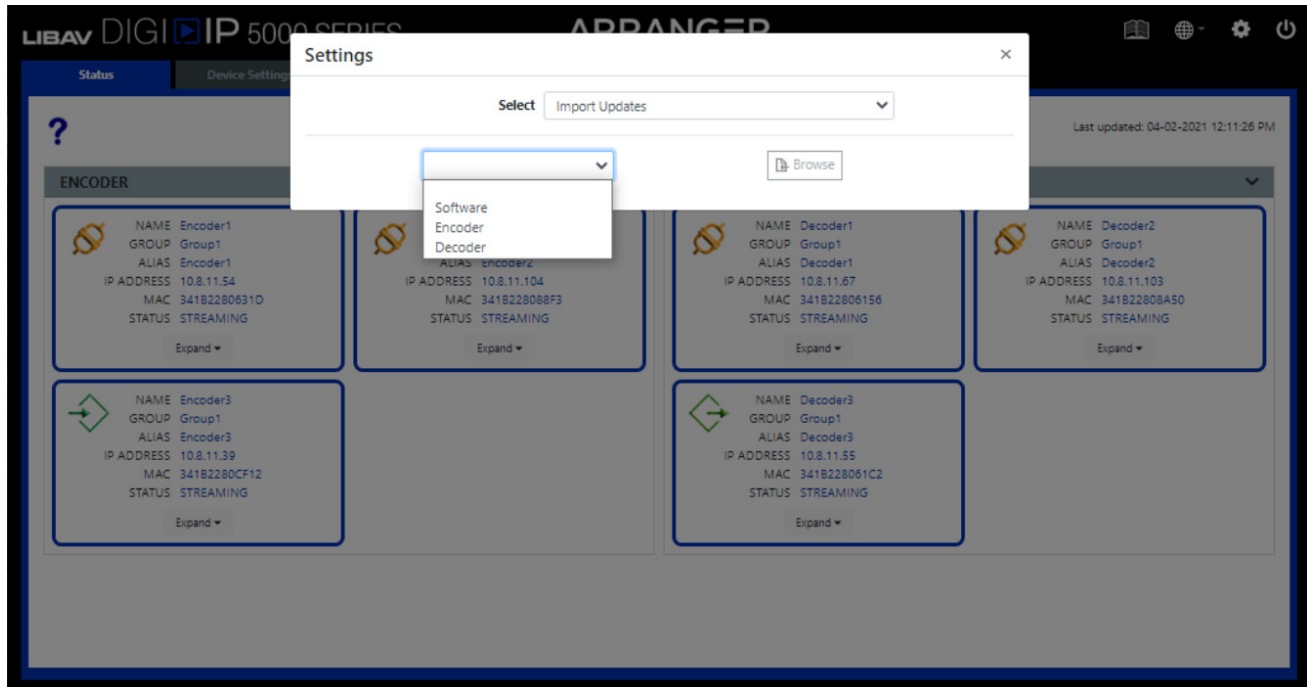 LIBAV DIGI IP 5000 SERIES
ARRANGER
Status
Device Settings
Settings
×
Select
Import Updates
Browse
Software
Encoder
Decoder
?
Last updated: 04-02-2021 12:11:26 PM
ENCODER
NAME Encoder1
GROUP Group1
ALIAS Encoder1
IP ADDRESS 10.8.11.54
MAC 341B2280631D
STATUS STREAMING
Expand
ALIAS Encoder2
IP ADDRESS 10.8.11.104
MAC 341B228088F3
STATUS STREAMING
Expand
NAME Decoder1
GROUP Group1
ALIAS Decoder1
IP ADDRESS 10.8.11.67
MAC 341B22806156
STATUS STREAMING
Expand
NAME Decoder2
GROUP Group1
ALIAS Decoder2
IP ADDRESS 10.8.11.103
MAC 341B22808A50
STATUS STREAMING
Expand
NAME Encoder3
GROUP Group1
ALIAS Encoder3
IP ADDRESS 10.8.11.39
MAC 341B2280CF12
STATUS STREAMING
Expand
NAME Decoder3
GROUP Group1
ALIAS Decoder3
IP ADDRESS 10.8.11.55
MAC 341B228061C2
STATUS STREAMING
Expand